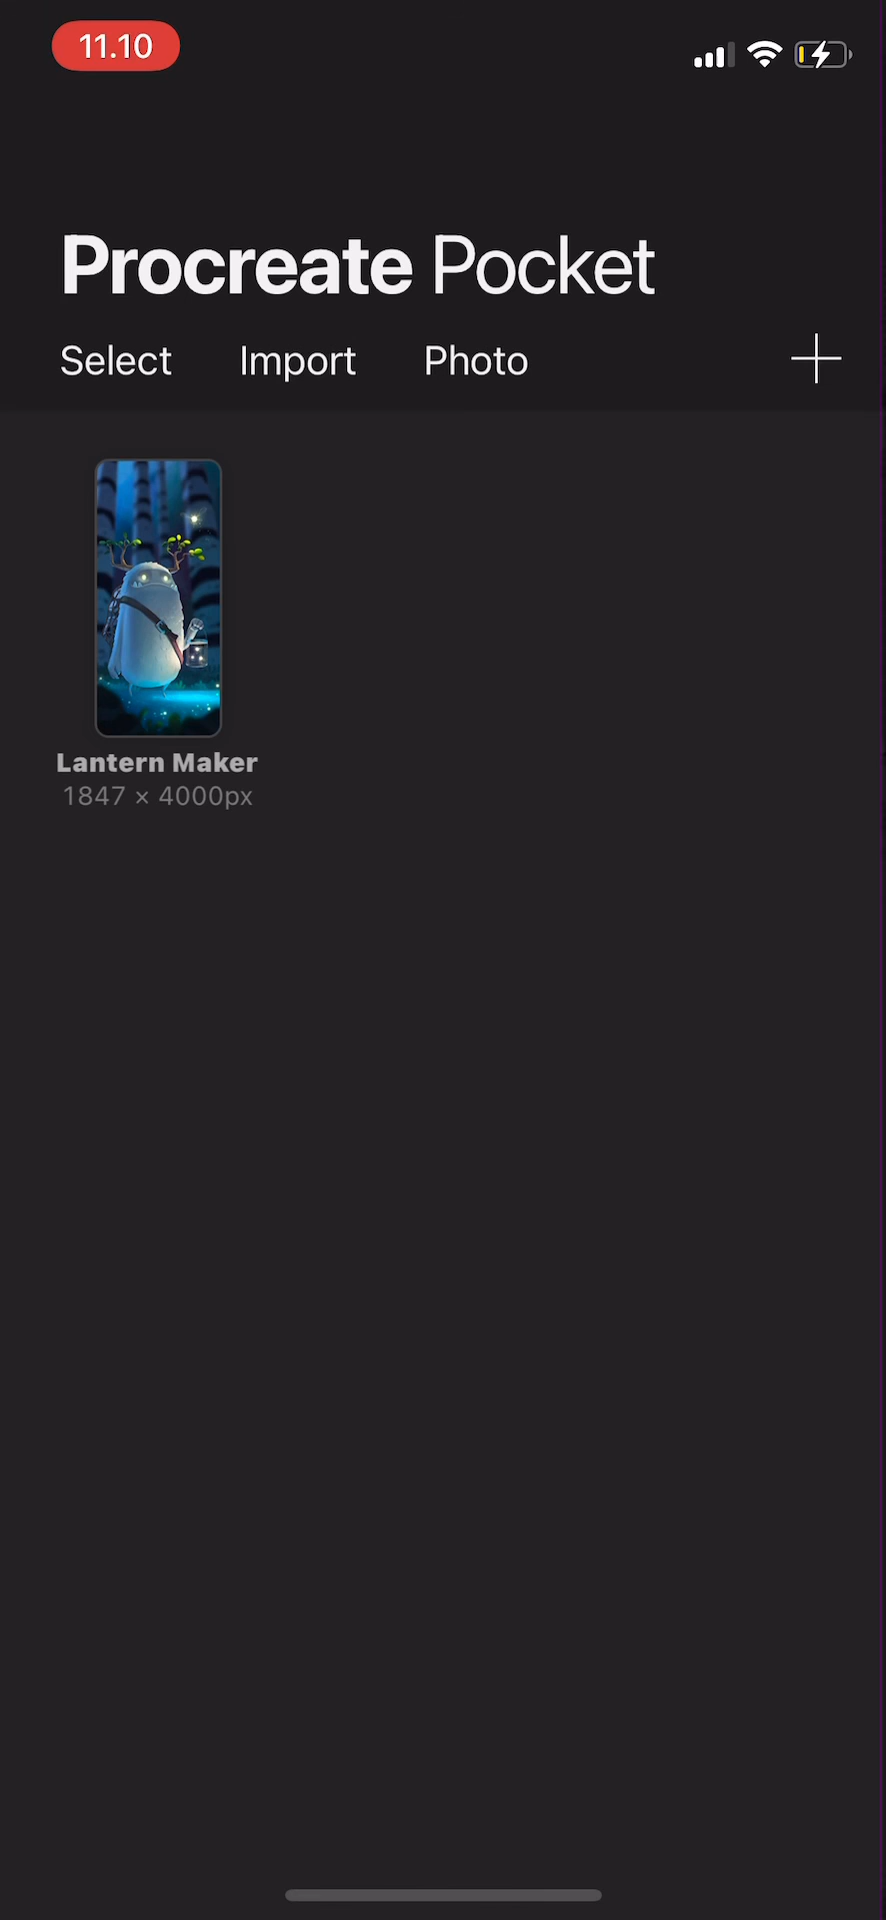 11.10
Procreate Pocket
Select Import Photo
Lantern Maker
1847 × 4000px